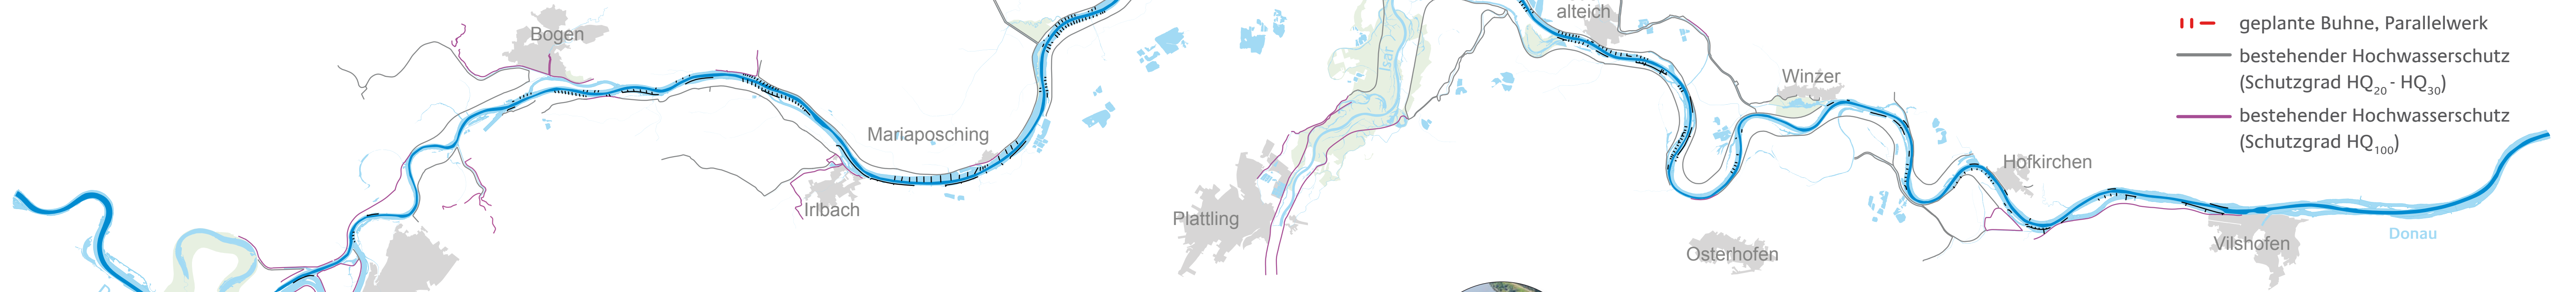 alteich
geplante Buhne, Parallelwerk
Bogen
bestehender Hochwasserschutz
(Schutzgrad HQ20 - HQ30)
Isar
Winzer
bestehender Hochwasserschutz
(Schutzgrad HQ100)
Mariaposching
Hofkirchen
Irlbach
Plattling
Donau
Vilshofen
Osterhofen